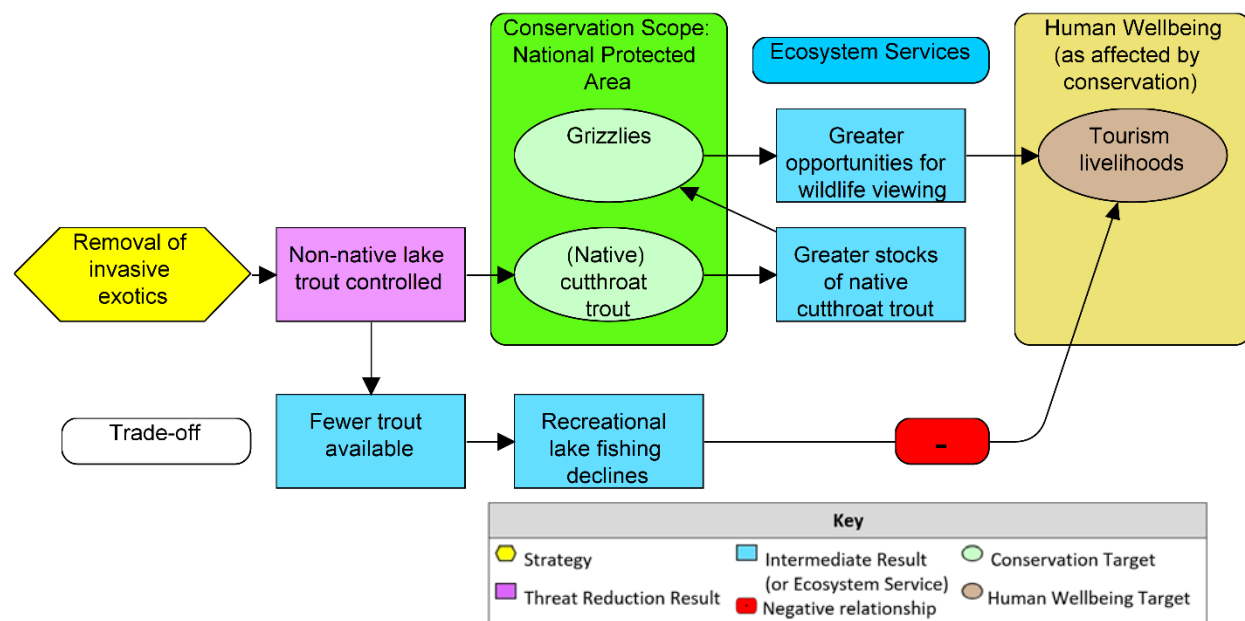 Conservation Scope:
National Protected
Area
Ecosystem Services
Human Wellbeing
(as affected by
conservation)
Grizzlies
Greater
opportunities for
wildlife viewing
Tourism
livelihoods
Removal of
invasive
exotics
Non-native lake
trout controlled
(Native)
cutthroat
trout
Greater stocks
of native
cutthroat trout
Trade-off
Fewer trout
available
Recreational
lake fishing
declines
-
Key
Strategy
Threat Reduction Result
Intermediate Result
(or Ecosystem Service)
- Negative relationship
Conservation Target
Human Wellbeing Target